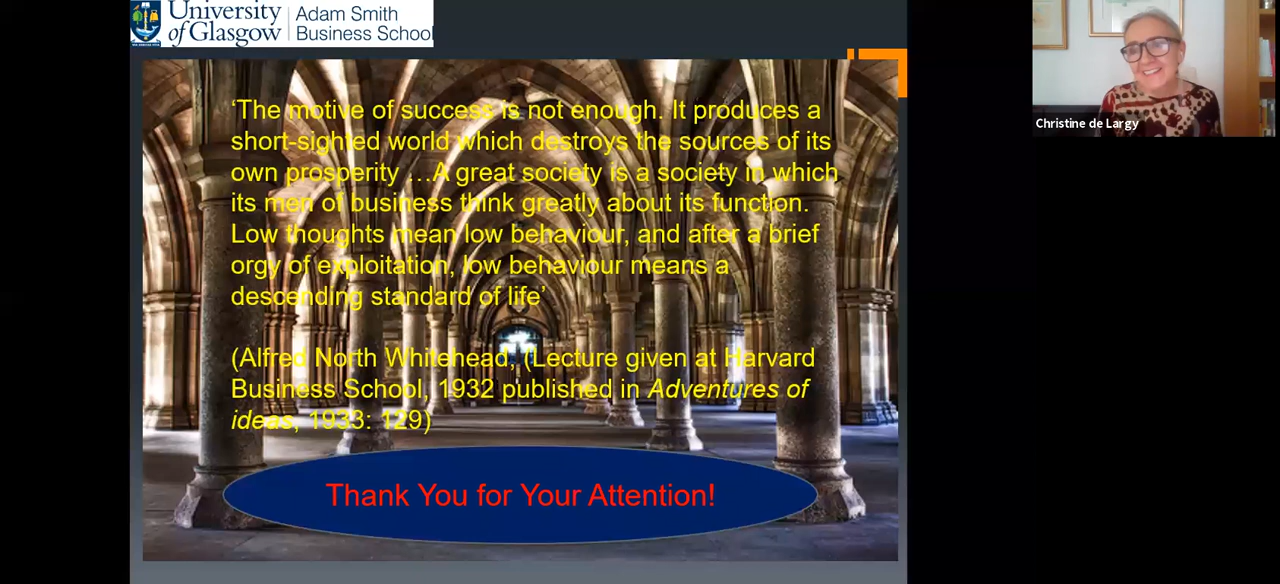 University
of Glasgow
Adam Smith
Business School
‘The motive of success is not enough. It produces a
short-sighted world which destroys the sources of its
own prosperity …A great society is a society in which
its men of business think greatly about its function.
Low thoughts mean low behaviour, and after a brief
orgy of exploitation, low behaviour means a
descending standard of life’
(Alfred North Whitehead, (Lecture given at Harvard
Business School, 1932 published in Adventures of
ideas, 1933: 129)
Thank You for Your Attention!
Christine de Largy